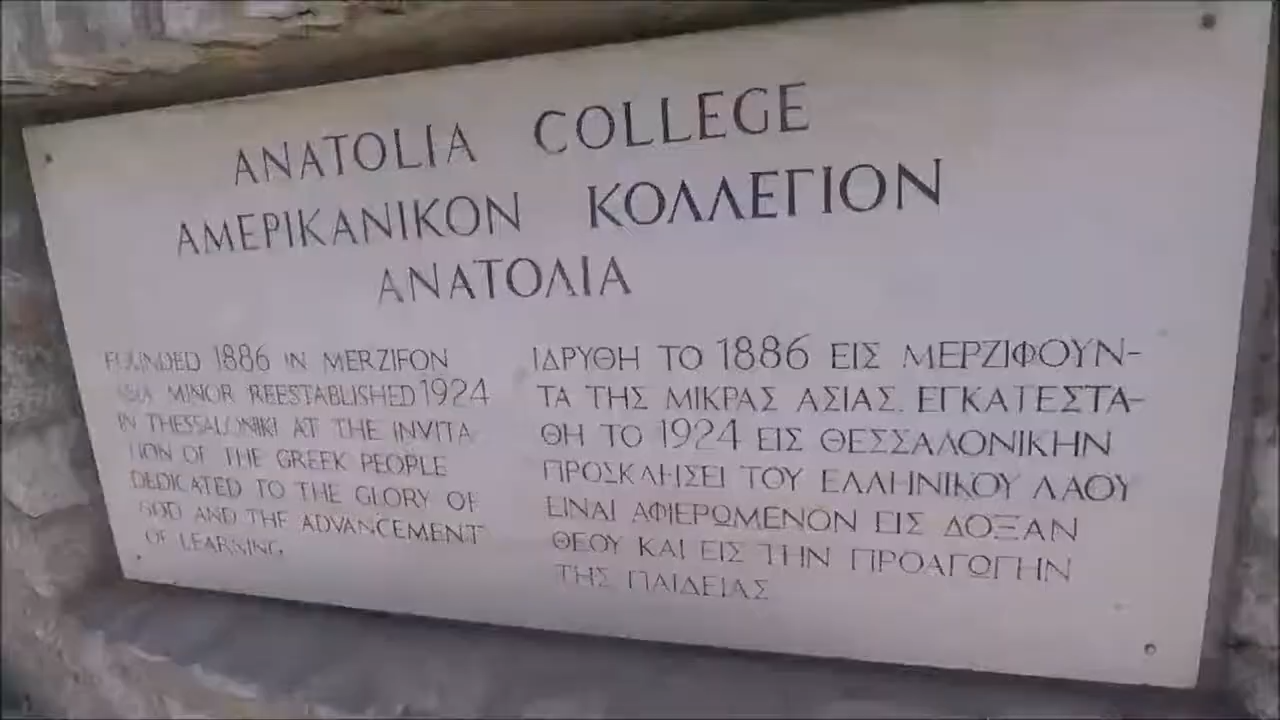 ANATOLIA COLLEGE
ΑΜΕΡΙΚΑΝΙΚΟΝ ΚΟΛΛΕΓΙΟΝ
ΑΝΑΤΟΛΙΑ
FOUNDED 1886 IN MERZIFON
ASIA MINOR REESTABLISHED 1924
IN THESSALONIKI AT THE INVITA
TION OF THE GREEK PEOPLE
DEDICATED TO THE GLORY OF
GOD AND THE ADVANCEMENT
OF LEARNING
ΙΔΡΥΘΗ ΤΟ 1886 ΕΙΣ ΜΕΡΖΙΦΟΥΝ-
ΤΑ ΤΗΣ ΜΙΚΡΑΣ ΑΣΙΑΣ. ΕΓΚΑΤΕΣΤΑ-
ΘΗ ΤΟ 1924 ΕΙΣ ΘΕΣΣΑΛΟΝΙΚΗΝ
ΠΡΟΣΚΛΗΣΕΙ ΤΟΥ ΕΛΛΗΝΙΚΟΥ ΛΑΟΥ
ΕΙΝΑΙ ΑΦΙΕΡΩΜΕΝΟΝ ΕΙΣ ΔΟΞΑΝ
ΘΕΟΥ ΚΑΙ ΕΙΣ ΤΗΝ ΠΡΟΑΓΩΓΗΝ
ΤΗΣ ΠΑΙΔΕΙΑΣ